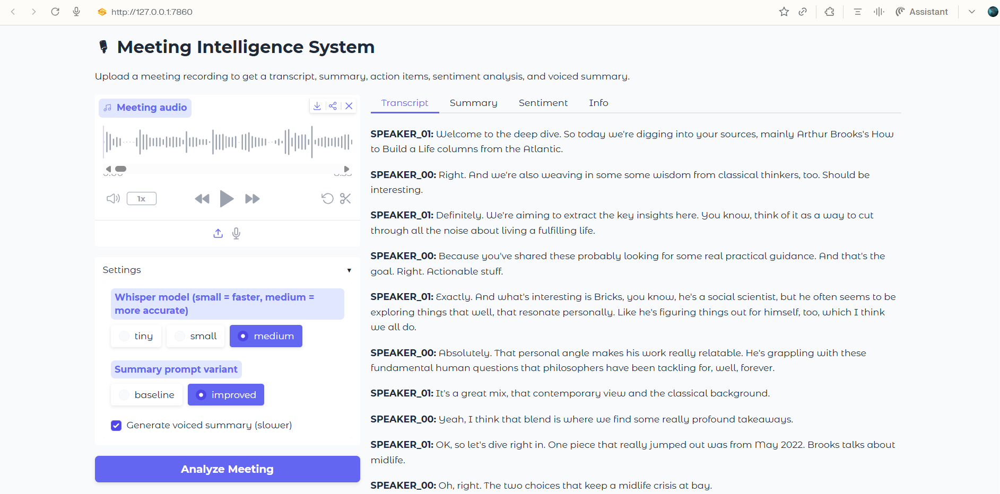 http://127.0.0.1:7860
Assistant
Meeting Intelligence System
Upload a meeting recording to get a transcript, summary, action items, sentiment analysis, and voiced summary.
Meeting audio
1x
Settings
Whisper model (small = faster, medium =
more accurate)
tiny
small
medium
Summary prompt variant
baseline
improved
Generate voiced summary (slower)
Analyze Meeting
Transcript
Summary
Sentiment
Info
SPEAKER_01: Welcome to the deep dive. So today we're digging into your sources, mainly Arthur Brooks's How
to Build a Life columns from the Atlantic.
SPEAKER_00: Right. And we're also weaving in some some wisdom from classical thinkers, too. Should be
interesting.
SPEAKER_01: Definitely. We're aiming to extract the key insights here. You know, think of it as a way to cut
through all the noise about living a fulfilling life.
SPEAKER_00: Because you've shared these probably looking for some real practical guidance. And that's the
goal. Right. Actionable stuff.
SPEAKER_01: Exactly. And what's interesting is Bricks, you know, he's a social scientist, but he often seems to be
exploring things that well, that resonate personally. Like he's figuring things out for himself, too, which I think
we all do.
SPEAKER_00: Absolutely. That personal angle makes his work really relatable. He's grappling with these
fundamental human questions that philosophers have been tackling for, well, forever.
SPEAKER_01: It's a great mix, that contemporary view and the classical background.
SPEAKER_00: Yeah, I think that blend is where we find some really profound takeaways.
SPEAKER_01: OK, so let's dive right in. One piece that really jumped out was from May 2022. Brooks talks about
midlife.
SPEAKER_00: Oh, right. The two choices that keep a midlife crisis at bay.